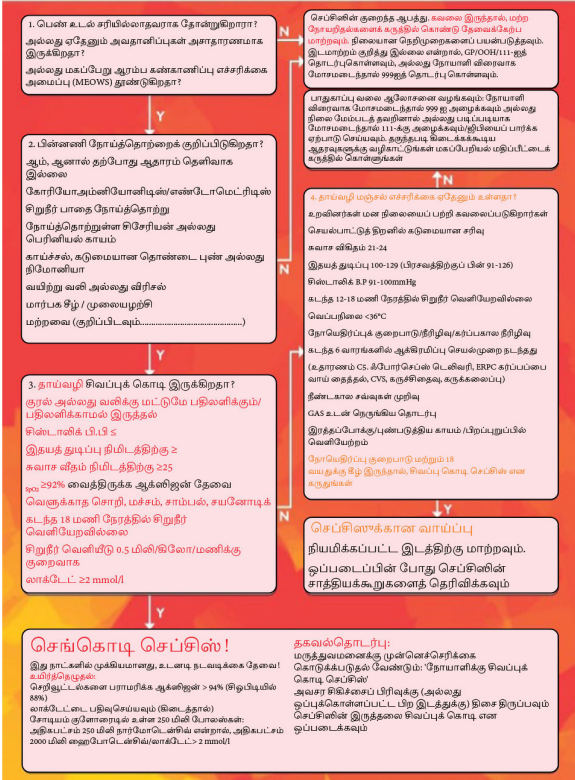 1. பெண் உடல் சரியில்லாதவராக தோன்றுகிறாரா?
அல்லது ஏதேனும் அவதானிப்புகள் அசாதாரணமாக
இருக்கிறதா?
அல்லது மகப்பேறு ஆரம்ப கண்காணிப்பு எச்சரிக்கை
அமைப்பு (MEOWS) தூண்டுகிறதா?
Y
N
2. பின்னணி நோய்த்தொற்றைக் குறிப்பிடுகிறதா?
ஆம், ஆனால் தற்போது ஆதாரம் தெளிவாக
இல்லை
கோரியோஅம்னியோனிடிஸ்/எண்டோமெட்ரிடிஸ்
சிறுநீர் பாதை நோய்த்தொற்று
நோய்த்தொற்றுள்ள சிசேரியன் அல்லது
பெரினியல் காயம்
காய்ச்சல், கடுமையான தொண்டை புண் அல்லது
நிமோனியா
வயிற்று வலி அல்லது விரிசல்
மார்பக சீழ் / முலையழற்சி
மற்றவை (குறிப்பிடவும்..........................................)
Y
N
3. தாய்வழி சிவப்புக் கொடி இருக்கிறதா?
குரல் அல்லது வலிக்கு மட்டுமே பதிலளிக்கும்/
பதிலளிக்காமல் இருத்தல்
சிஸ்டாலிக் பி.பி ≤
இதயத் துடிப்பு நிமிடத்திற்கு ≥
சுவாச வீதம் நிமிடத்திற்கு ≥25
SpO2 ≥92% வைத்திருக்க ஆக்ஸிஜன் தேவை
வெளுக்காத சொறி, மச்சம், சாம்பல், சயனோடிக்
கடந்த 18 மணி நேரத்தில் சிறுநீர்
வெளியேறவில்லை
சிறுநீர் வெளியீடு 0.5 மிலி/கிலோ/மணிக்கு
குறைவாக
லாக்டேட் ≥2 mmol/l
Y
N
செப்சிஸின் குறைந்த ஆபத்து. கவலை இருந்தால், மற்ற
நோயறிதல்களைக் கருத்தில் கொண்டு தேவைக்கேற்ப
மாற்றவும். நிலையான நெறிமுறைகளைப் பயன்படுத்தவும்.
இடமாற்றம் குறித்து இல்லை என்றால், GP/OOH/111-ஐத்
தொடர்புகொள்ளவும், அல்லது நோயாளி விரைவாக
மோசமடைந்தால் 999ஐத் தொடர்பு கொள்ளவும்.
பாதுகாப்பு வலை ஆலோசனை வழங்கவும்: நோயாளி
விரைவாக மோசமடைந்தால் 999 ஐ அழைக்கவும் அல்லது
நிலை மேம்படத் தவறினால் அல்லது படிப்படியாக
மோசமடைந்தால் 111-க்கு அழைக்கவும்/ஜிபியைப் பார்க்க
ஏற்பாடு செய்யவும். தகுந்தபடி கிடைக்கக்கூடிய
ஆதரவுகளுக்கு வழிகாட்டுங்கள் மகப்பேறியல் மதிப்பீட்டைக்
கருத்தில் கொள்ளுங்கள்
N
4. தாய்வழி மஞ்சள் எச்சரிக்கை ஏதேனும் உள்ளதா!
உறவினர்கள் மன நிலையைப் பற்றி கவலைப்படுகிறார்கள்
செயல்பாட்டுத் திறனில் கடுமையான சரிவு
சுவாச விகிதம் 21-24
இதயத் துடிப்பு 100-129 (பிரசவத்திற்குப் பின் 91-126)
சிஸ்டாலிக் B.P 91-100mmHg
கடந்த 12-18 மணி நேரத்தில் சிறுநீர் வெளியேறவில்லை
வெப்பநிலை <36°C
நோயெதிர்ப்புக் குறைபாடு/நீரிழிவு/கர்ப்பகால நீரிழிவு
கடந்த 6 வாரங்களில் ஆக்கிரமிப்பு செயல்முறை நடந்தது
(உதாரணம் CS. ஃபோர்செப்ஸ் டெலிவரி, ERPC கர்ப்பப்பை
வாய் தைத்தல், CVS, கருச்சிதைவு, கருக்கலைப்பு)
நீண்டகால சவ்வுகள் முறிவு
GAS உடன் நெருங்கிய தொடர்பு
இரத்தப்போக்கு/புண்படுத்திய காயம் /பிறப்புறுப்பில்
வெளியேற்றம்
நோயெதிர்ப்பு குறைபாடு மற்றும் 18
வயதுக்கு கீழ் இருந்தால், சிவப்பு கொடி செப்சிஸ் என
கருதுங்கள்
N
செப்சிஸுக்கான வாய்ப்பு
நியமிக்கப்பட்ட இடத்திற்கு மாற்றவும்.
ஒப்படைப்பின் போது செப்சிஸின்
சாத்தியக்கூறுகளைத் தெரிவிக்கவும்
செங்கொடி செப்சிஸ்!
இது நாட்களில் முக்கியமானது, உடனடி நடவடிக்கை தேவை!
உயிர்த்தெழுதல்:
செறிவூட்டல்களை பராமரிக்க ஆக்ஸிஜன் > 94% (சிஓபிடியில்
88%)
லாக்டேட்டை பதிவுசெய்யவும் (கிடைத்தால்)
சோடியம் குளோரைடில் உள்ள 250 மிலி போலஸ்கள்:
அதிகபட்சம் 250 மிலி நார்மோடென்சிவ் என்றால், அதிகபட்சம்
2000 மிலி ஹைபோடென்சிவ்/லாக்டேட்> 2 mmol/l
தகவல்தொடர்பு:
மருத்துவமனைக்கு முன்னெச்சரிக்கை
கொடுக்கப்படுதல் வேண்டும்: 'நோயாளிக்கு சிவப்புக்
கொடி செப்சிஸ்'
அவசர சிகிச்சைப் பிரிவுக்கு (அல்லது
ஒப்புக்கொள்ளப்பட்ட பிற இடத்துக்கு) திசை திருப்பவும்
செப்சிஸின் இருத்தலை சிவப்புக் கொடி என
ஒப்படைக்கவும்